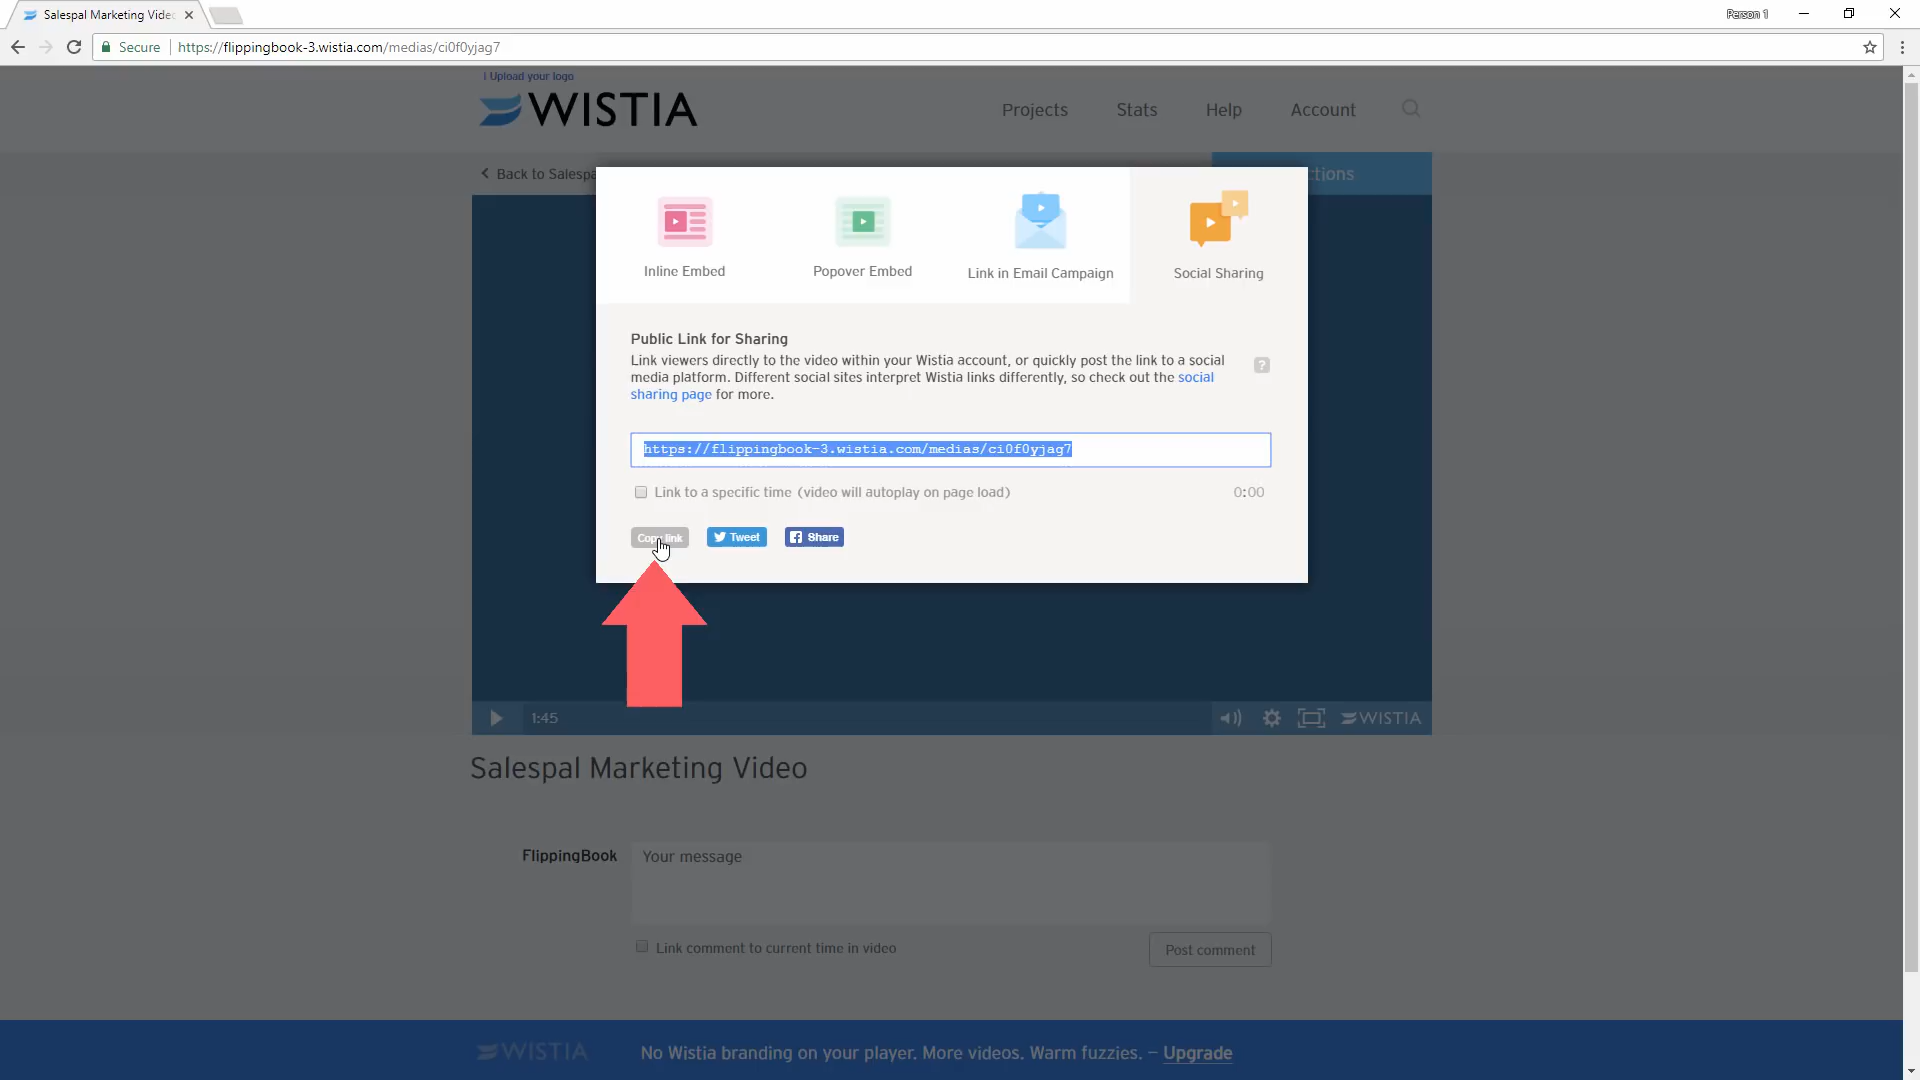 Salespal Marketing Vide
Person 1
Secure
https://flippingbook-3.wistia.com/medias/ci0f0yjag7
Upload your logo
WISTIA
Projects
Stats
Help
Account
Back to Salespa
ctions
Inline Embed
Popover Embed
Link in Email Campaign
Social Sharing
Public Link for Sharing
Link viewers directly to the video within your Wistia account, or quickly post the link to a social
media platform. Different social sites interpret Wistia links differently, so check out the social
sharing page for more.
?
https://flippingbook-3.wistia.com/medias/ci0f0yjag7
Link to a specific time (video will autoplay on page load)
0:00
Copy link
Tweet
Share
1:45
WISTIA
Salespal Marketing Video
FlippingBook
Your message
Link comment to current time in video
Post comment
WISTIA
No Wistia branding on your player. More videos. Warm fuzzies. – Upgrade